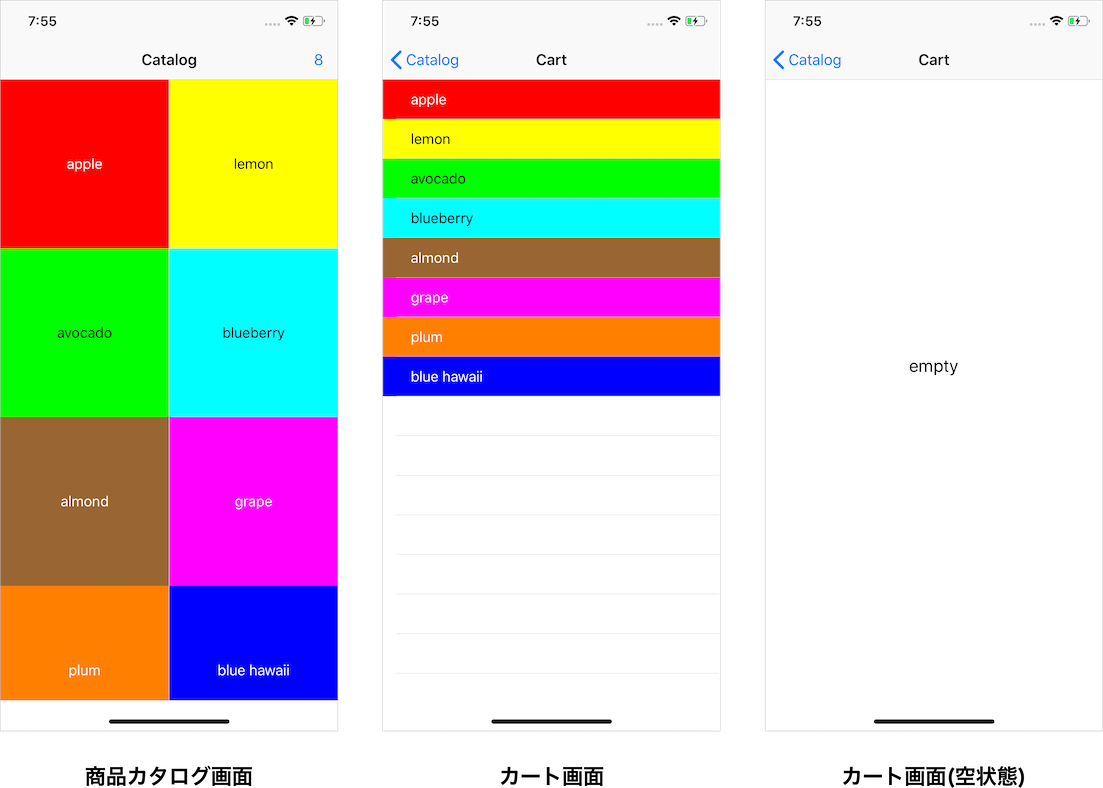 7:55
Catalog 8
apple lemon
avocado blueberry
almond grape
plum blue hawaii
商品カタログ画面
7:55
Catalog Cart
apple
lemon
avocado
blueberry
almond
grape
plum
blue hawaii
カート画面
7:55
Catalog Cart
empty
カート画面(空状態)